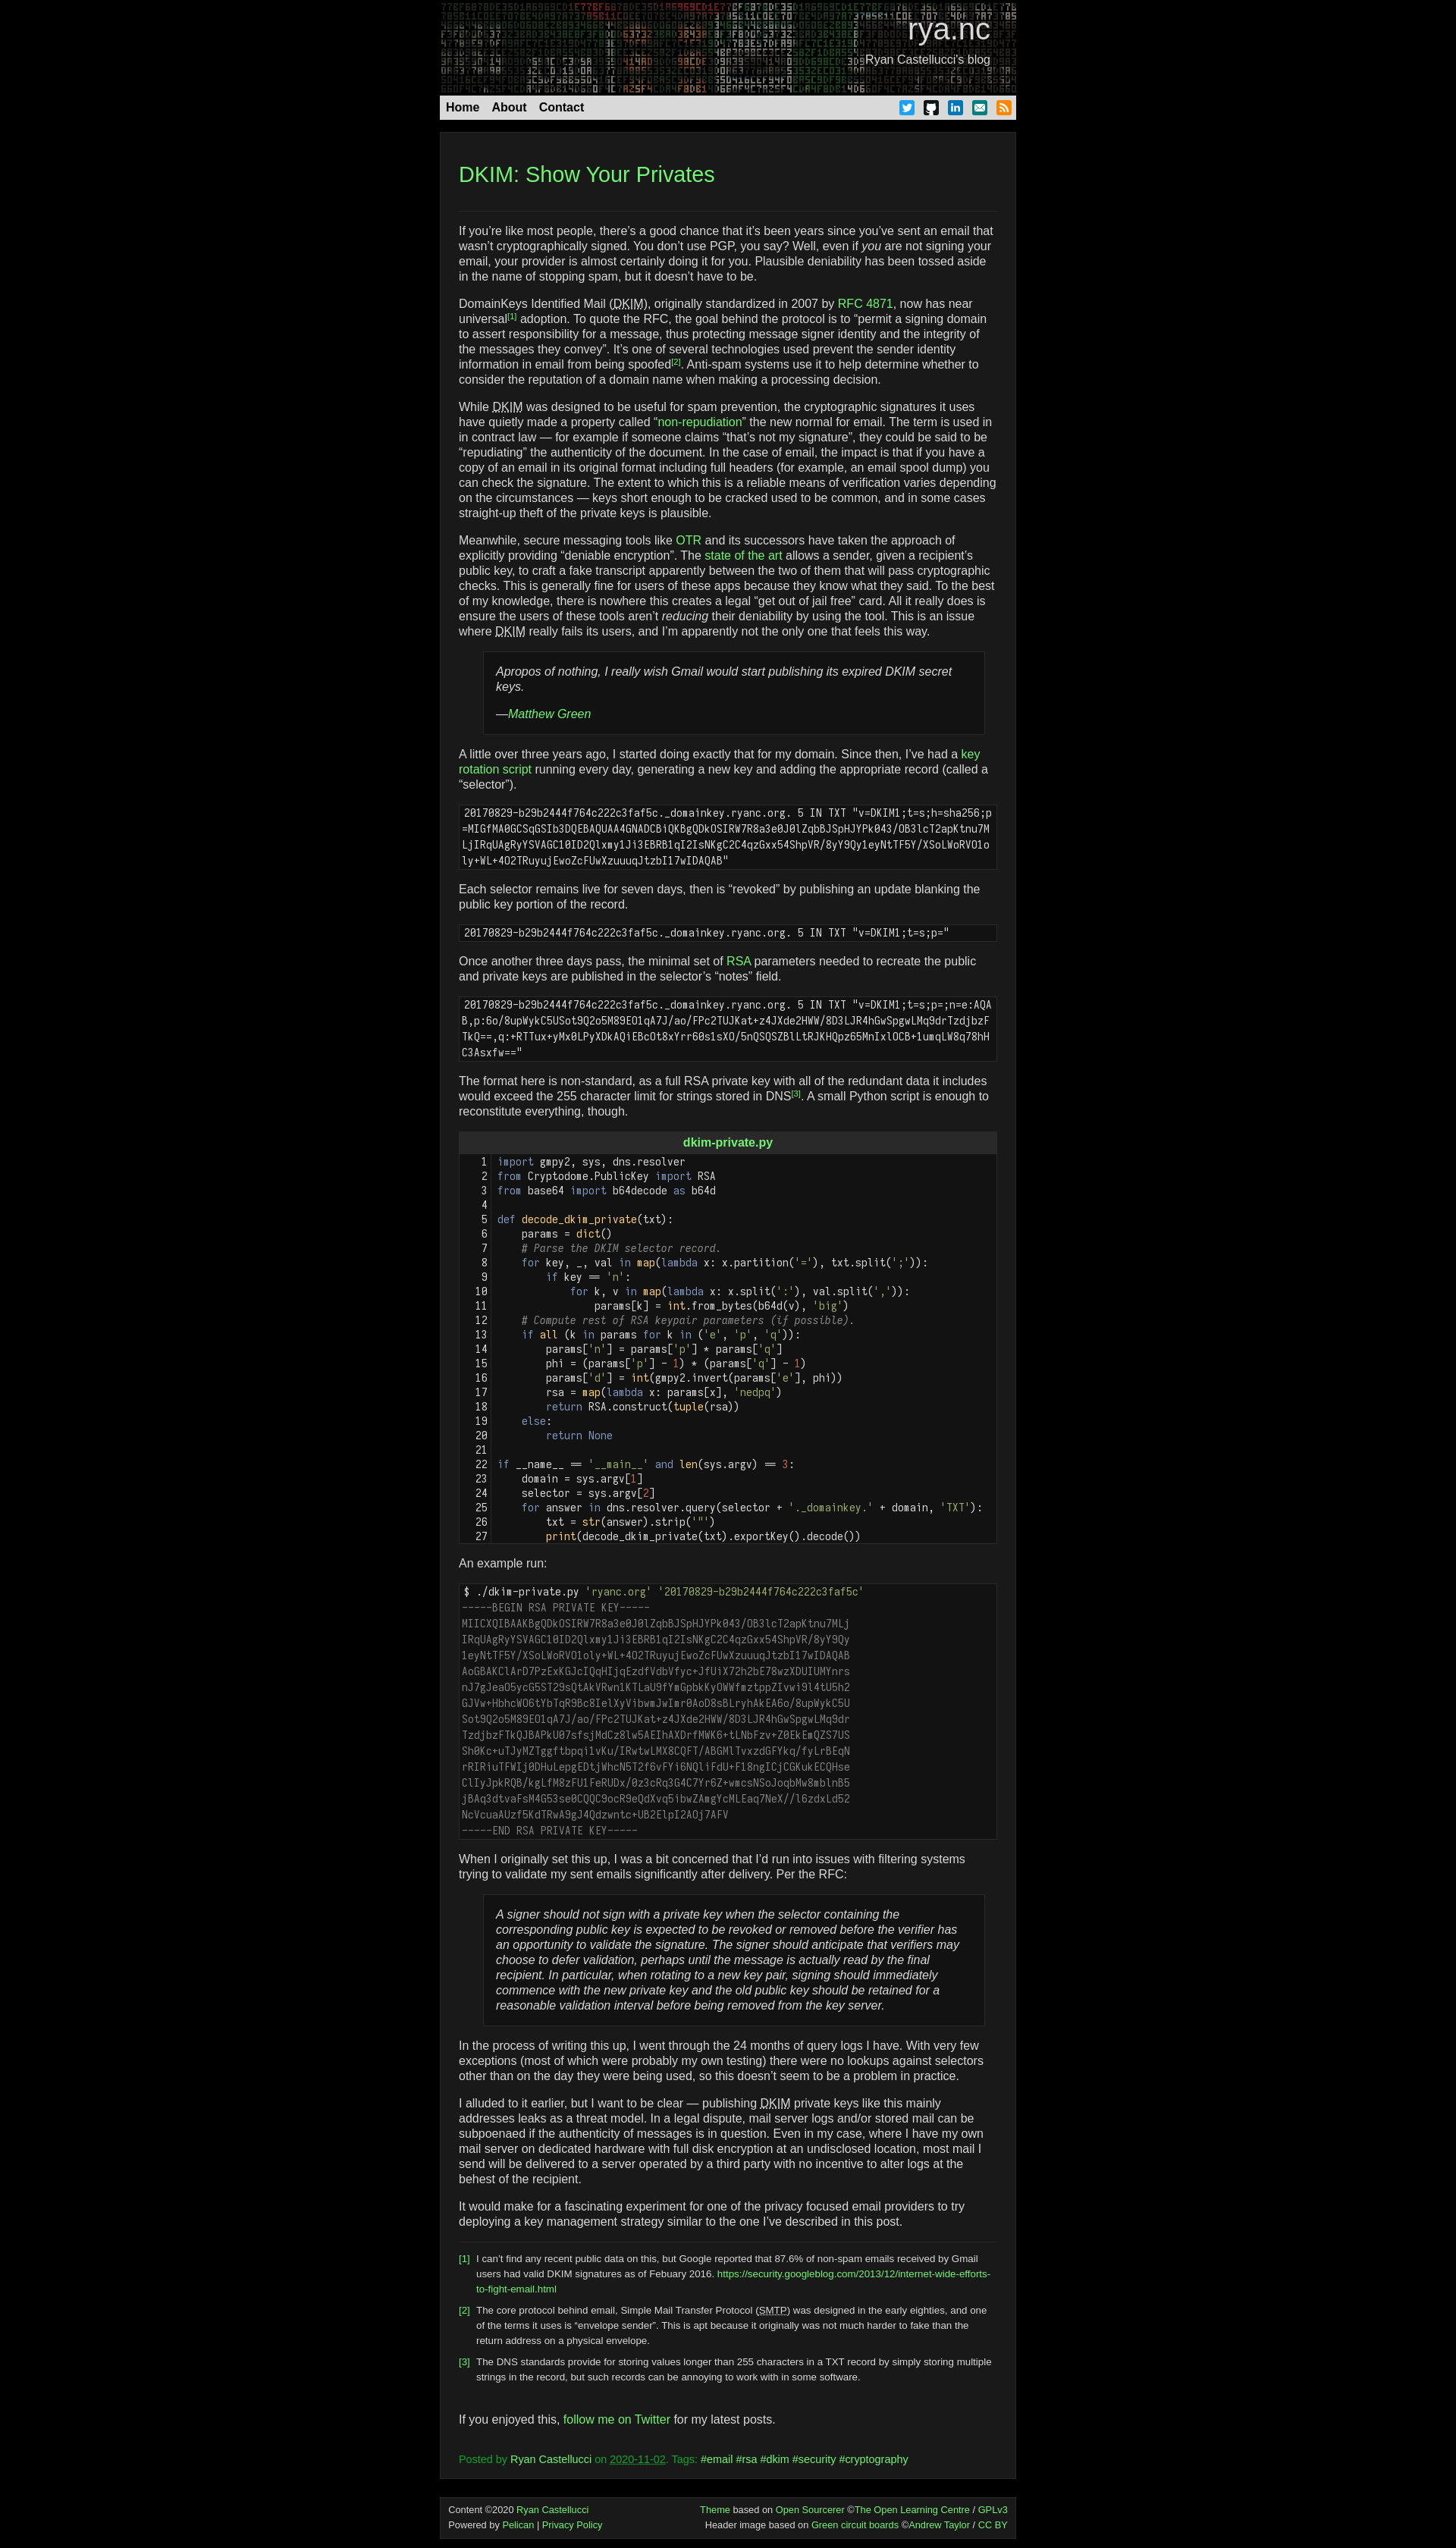 rya.nc
Ryan Castellucci's blog
Home About Contact
DKIM: Show Your Privates
If you’re like most people, there’s a good chance that it’s been years since you’ve sent an email that
wasn’t cryptographically signed. You don’t use PGP, you say? Well, even if you are not signing your
email, your provider is almost certainly doing it for you. Plausible deniability has been tossed aside
in the name of stopping spam, but it doesn’t have to be.
DomainKeys Identified Mail (DKIM), originally standardized in 2007 by RFC 4871, now has near
universal[1] adoption. To quote the RFC, the goal behind the protocol is to “permit a signing domain
to assert responsibility for a message, thus protecting message signer identity and the integrity of
the messages they convey”. It’s one of several technologies used prevent the sender identity
information in email from being spoofed[2]. Anti-spam systems use it to help determine whether to
consider the reputation of a domain name when making a processing decision.
While DKIM was designed to be useful for spam prevention, the cryptographic signatures it uses
have quietly made a property called “non-repudiation” the new normal for email. The term is used in
in contract law — for example if someone claims “that’s not my signature”, they could be said to be
“repudiating” the authenticity of the document. In the case of email, the impact is that if you have a
copy of an email in its original format including full headers (for example, an email spool dump) you
can check the signature. The extent to which this is a reliable means of verification varies depending
on the circumstances — keys short enough to be cracked used to be common, and in some cases
straight-up theft of the private keys is plausible.
Meanwhile, secure messaging tools like OTR and its successors have taken the approach of
explicitly providing “deniable encryption”. The state of the art allows a sender, given a recipient’s
public key, to craft a fake transcript apparently between the two of them that will pass cryptographic
checks. This is generally fine for users of these apps because they know what they said. To the best
of my knowledge, there is nowhere this creates a legal “get out of jail free” card. All it really does is
ensure the users of these tools aren’t reducing their deniability by using the tool. This is an issue
where DKIM really fails its users, and I’m apparently not the only one that feels this way.
Apropos of nothing, I really wish Gmail would start publishing its expired DKIM secret
keys.
—Matthew Green
A little over three years ago, I started doing exactly that for my domain. Since then, I’ve had a key
rotation script running every day, generating a new key and adding the appropriate record (called a
“selector”).
20170829-b29b2444f764c222c3faf5c._domainkey.ryanc.org. 5 IN TXT "v=DKIM1;t=s;h=sha256;p
Each selector remains live for seven days, then is “revoked” by publishing an update blanking the
public key portion of the record.
20170829-b29b2444f764c222c3faf5c._domainkey.ryanc.org. 5 IN TXT "v=DKIM1;t=s;p="
Once another three days pass, the minimal set of RSA parameters needed to recreate the public
and private keys are published in the selector’s “notes” field.
20170829-b29b2444f764c222c3faf5c._domainkey.ryanc.org. 5 IN TXT "v=DKIM1;t=s;p=;n=e:AQA
The format here is non-standard, as a full RSA private key with all of the redundant data it includes
would exceed the 255 character limit for strings stored in DNS[3]. A small Python script is enough to
reconstitute everything, though.
dkim-private.py
1 import gmpy2, sys, dns.resolver
2 from Cryptodome.PublicKey import RSA
3 from base64 import b64decode as b64d
4
5 def decode_dkim_private(txt):
6 params = dict()
7 # Parse the DKIM selector record.
8 for key, _, val in map(lambda x: x.partition('='), txt.split(';')):
9 if key == 'n':
10 for k, v in map(lambda x: x.split(':'), val.split(',')):
11 params[k] = int.from_bytes(b64d(v), 'big')
12 # Compute rest of RSA keypair parameters (if possible).
13 if all (k in params for k in ('e', 'p', 'q')):
14 params['n'] = params['p'] * params['q']
15 phi = (params['p'] - 1) * (params['q'] - 1)
16 params['d'] = int(gmpy2.invert(params['e'], phi))
17 rsa = map(lambda x: params[x], 'nedpq')
18 return RSA.construct(tuple(rsa))
19 else:
20 return None
21
22 if __name__ == '__main__' and len(sys.argv) == 3:
23 domain = sys.argv[1]
24 selector = sys.argv[2]
25 for answer in dns.resolver.query(selector + '._domainkey.' + domain, 'TXT'):
26 txt = str(answer).strip('"')
27 print(decode_dkim_private(txt).exportKey().decode())
An example run:
$ ./dkim-private.py 'ryanc.org' '20170829-b29b2444f764c222c3faf5c'
-----BEGIN RSA PRIVATE KEY-----
-----END RSA PRIVATE KEY-----
When I originally set this up, I was a bit concerned that I’d run into issues with filtering systems
trying to validate my sent emails significantly after delivery. Per the RFC:
A signer should not sign with a private key when the selector containing the
corresponding public key is expected to be revoked or removed before the verifier has
an opportunity to validate the signature. The signer should anticipate that verifiers may
choose to defer validation, perhaps until the message is actually read by the final
recipient. In particular, when rotating to a new key pair, signing should immediately
commence with the new private key and the old public key should be retained for a
reasonable validation interval before being removed from the key server.
In the process of writing this up, I went through the 24 months of query logs I have. With very few
exceptions (most of which were probably my own testing) there were no lookups against selectors
other than on the day they were being used, so this doesn’t seem to be a problem in practice.
I alluded to it earlier, but I want to be clear — publishing DKIM private keys like this mainly
addresses leaks as a threat model. In a legal dispute, mail server logs and/or stored mail can be
subpoenaed if the authenticity of messages is in question. Even in my case, where I have my own
mail server on dedicated hardware with full disk encryption at an undisclosed location, most mail I
send will be delivered to a server operated by a third party with no incentive to alter logs at the
behest of the recipient.
It would make for a fascinating experiment for one of the privacy focused email providers to try
deploying a key management strategy similar to the one I’ve described in this post.
[1] I can’t find any recent public data on this, but Google reported that 87.6% of non-spam emails received by Gmail
users had valid DKIM signatures as of Febuary 2016. https://security.googleblog.com/2013/12/internet-wide-efforts-
to-fight-email.html
[2] The core protocol behind email, Simple Mail Transfer Protocol (SMTP) was designed in the early eighties, and one
of the terms it uses is “envelope sender”. This is apt because it originally was not much harder to fake than the
return address on a physical envelope.
[3] The DNS standards provide for storing values longer than 255 characters in a TXT record by simply storing multiple
strings in the record, but such records can be annoying to work with in some software.
If you enjoyed this, follow me on Twitter for my latest posts.
Posted by Ryan Castellucci on 2020-11-02. Tags: #email #rsa #dkim #security #cryptography
Content ©2020 Ryan Castellucci
Powered by Pelican | Privacy Policy
Theme based on Open Sourcerer ©The Open Learning Centre / GPLv3
Header image based on Green circuit boards ©Andrew Taylor / CC BY